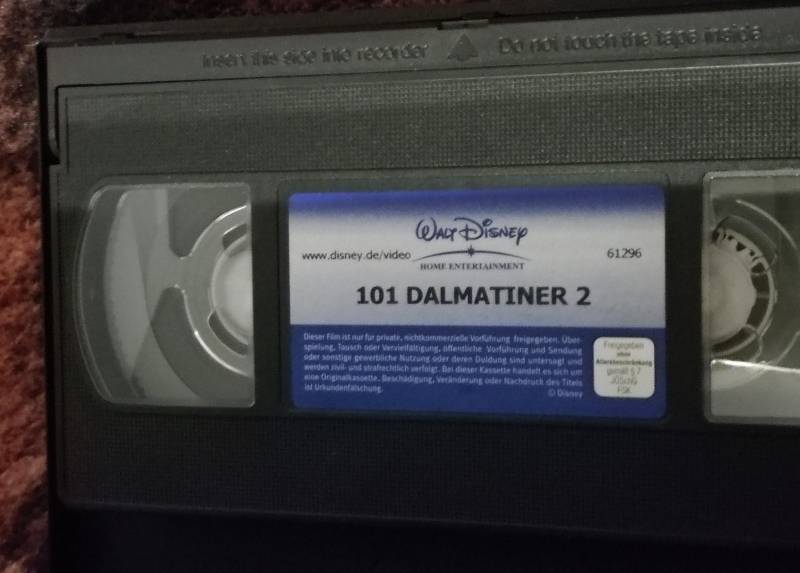 Insert this side into recorder
Do not touch the tape inside
WALT DISNEY
www.disney.de/video
61296
HOME ENTERTAINMENT
101 DALMATINER 2
Dieser Film ist nur für private, nichtkommerzielle Vorführung freigegeben. Über-
spielung, Tausch oder Vervielfältigung, öffentliche Vorführung und Sendung
oder sonstige gewerbliche Nutzung oder deren Duldung sind untersagt und
werden zivil- und strafrechtlich verfolgt. Bei dieser Kassette handelt es sich um
eine Originalkassette. Beschädigung, Veränderung oder Nachdruck des Titels
ist Urkundenfälschung.
© Disney
Freigegeben
ohne
Altersbeschränkung
gemäß § 7
JÖSchG
FSK